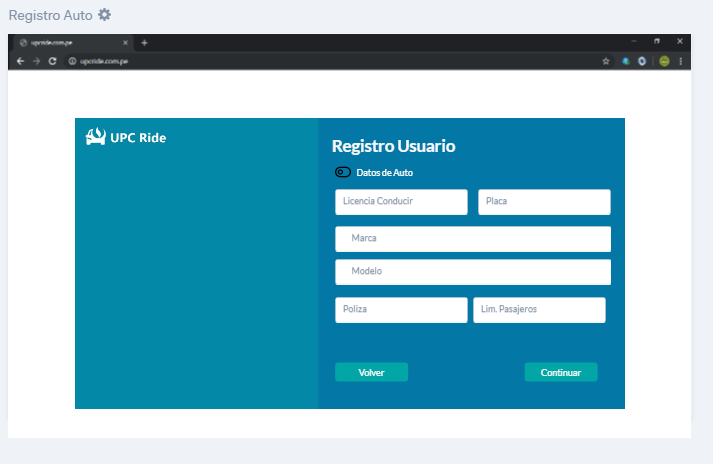 Registro Auto
upcride.com.pe
upcride.com.pe
UPC Ride
Registro Usuario
Datos de Auto
Licencia Conducir
Placa
Marca
Modelo
Poliza
Lim. Pasajeros
Volver
Continuar